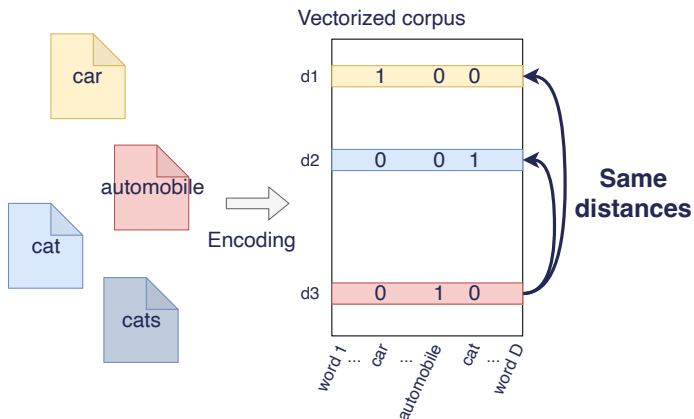 Vectorized corpus
car
automobile
cat
cats
Encoding
d1 1 0 0
d2 0 0 1
d3 0 1 0
Same
distances
word 1 ... car ... automobile cat ... word D